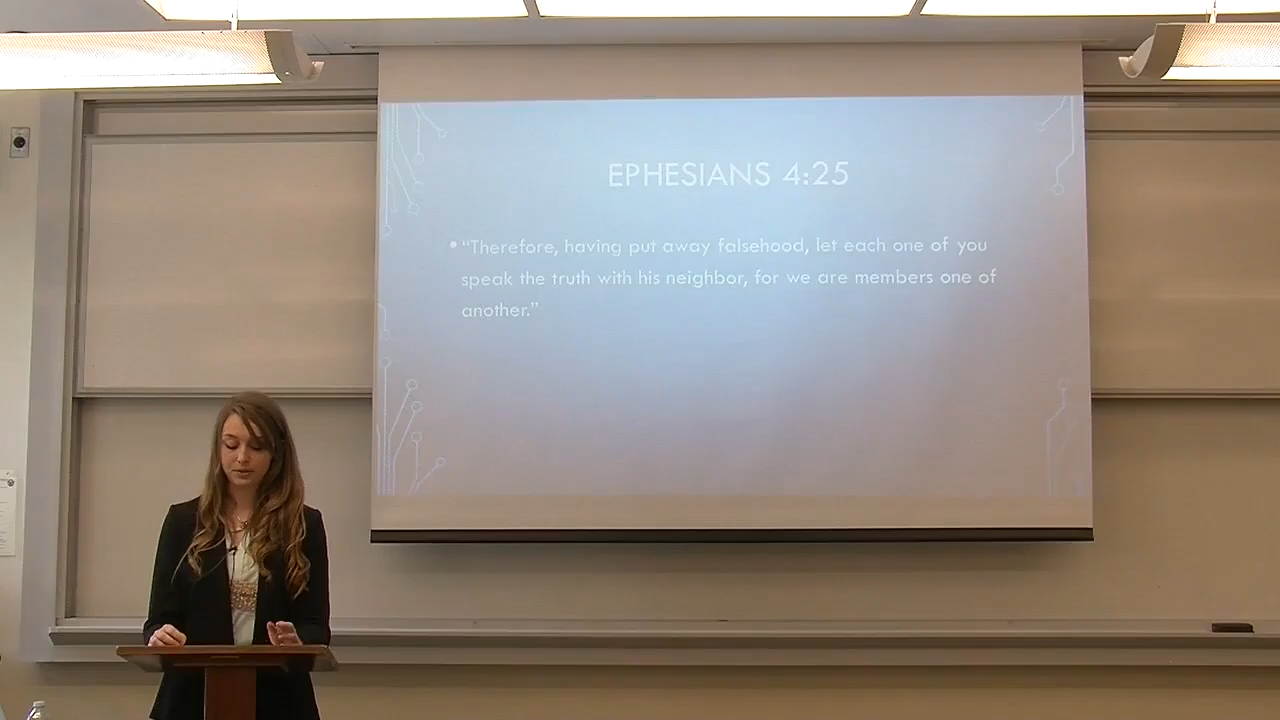 EPHESIANS 4:25
• “Therefore, having put away falsehood, let each one of you
speak the truth with his neighbor, for we are members one of
another.”